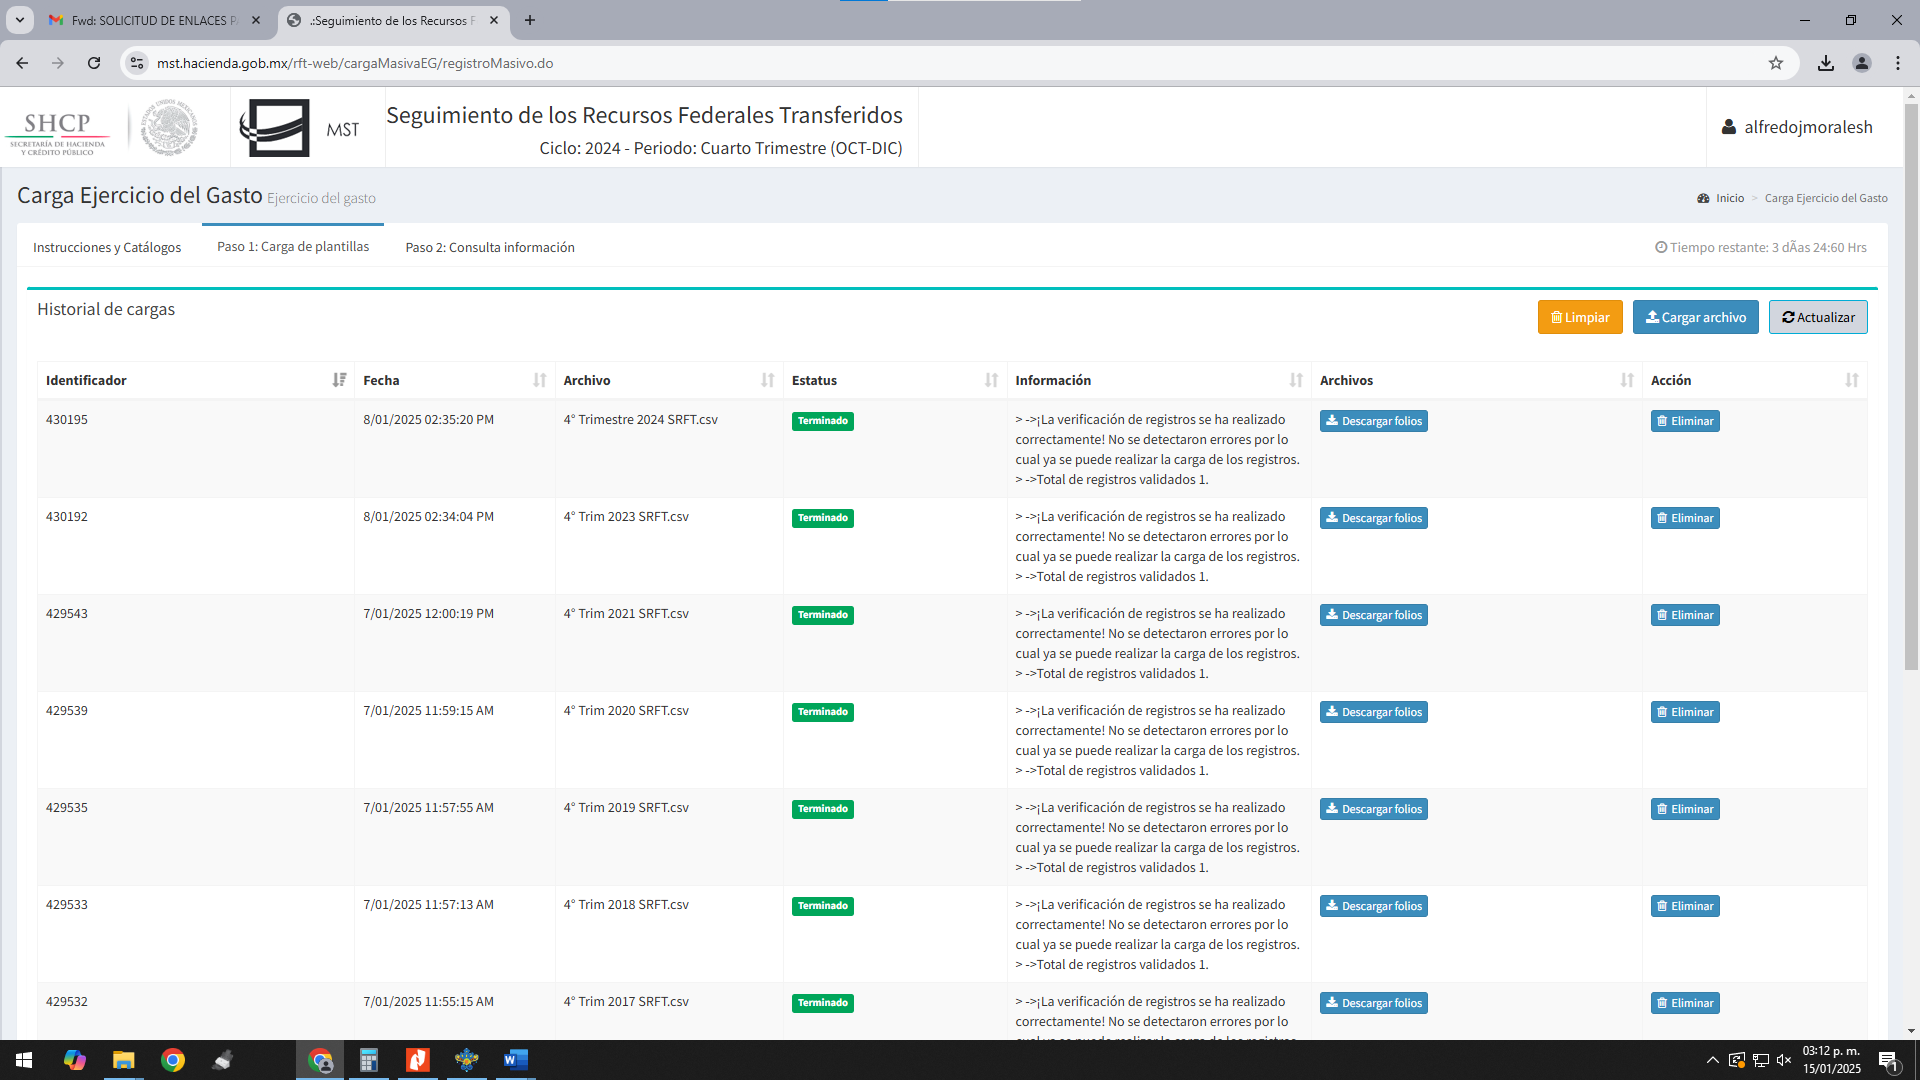 Fwd: SOLICITUD DE ENLACES P
.:Seguimiento de los Recursos F
mst.hacienda.gob.mx/rft-web/cargaMasivaEG/registroMasivo.do
SHCP
SECRETARÍA DE HACIENDA
Y CRÉDITO PÚBLICO
ESTADOS UNIDOS MEXICANOS
MST
Seguimiento de los Recursos Federales Transferidos
Ciclo: 2024 - Periodo: Cuarto Trimestre (OCT-DIC)
alfredojmoralesh
Carga Ejercicio del Gasto Ejercicio del gasto
Inicio > Carga Ejercicio del Gasto
Instrucciones y Catálogos
Paso 1: Carga de plantillas
Paso 2: Consulta información
Tiempo restante: 3 dÃ­as 24:60 Hrs
Historial de cargas
Limpiar
Cargar archivo
Actualizar
Identificador Fecha Archivo Estatus Información Archivos Acción
430195 8/01/2025 02:35:20 PM 4° Trimestre 2024 SRFT.csv Terminado > ->¡La verificación de registros se ha realizado Descargar folios Eliminar
correctamente! No se detectaron errores por lo
cual ya se puede realizar la carga de los registros.
> ->Total de registros validados 1.
430192 8/01/2025 02:34:04 PM 4° Trim 2023 SRFT.csv Terminado > ->¡La verificación de registros se ha realizado Descargar folios Eliminar
correctamente! No se detectaron errores por lo
cual ya se puede realizar la carga de los registros.
> ->Total de registros validados 1.
429543 7/01/2025 12:00:19 PM 4° Trim 2021 SRFT.csv Terminado > ->¡La verificación de registros se ha realizado Descargar folios Eliminar
correctamente! No se detectaron errores por lo
cual ya se puede realizar la carga de los registros.
> ->Total de registros validados 1.
429539 7/01/2025 11:59:15 AM 4° Trim 2020 SRFT.csv Terminado > ->¡La verificación de registros se ha realizado Descargar folios Eliminar
correctamente! No se detectaron errores por lo
cual ya se puede realizar la carga de los registros.
> ->Total de registros validados 1.
429535 7/01/2025 11:57:55 AM 4° Trim 2019 SRFT.csv Terminado > ->¡La verificación de registros se ha realizado Descargar folios Eliminar
correctamente! No se detectaron errores por lo
cual ya se puede realizar la carga de los registros.
> ->Total de registros validados 1.
429533 7/01/2025 11:57:13 AM 4° Trim 2018 SRFT.csv Terminado > ->¡La verificación de registros se ha realizado Descargar folios Eliminar
correctamente! No se detectaron errores por lo
cual ya se puede realizar la carga de los registros.
> ->Total de registros validados 1.
429532 7/01/2025 11:55:15 AM 4° Trim 2017 SRFT.csv Terminado > ->¡La verificación de registros se ha realizado Descargar folios Eliminar
correctamente! No se detectaron errores por lo
cual ya se puede realizar la carga de los registros.
03:12 p. m.
15/01/2025
1